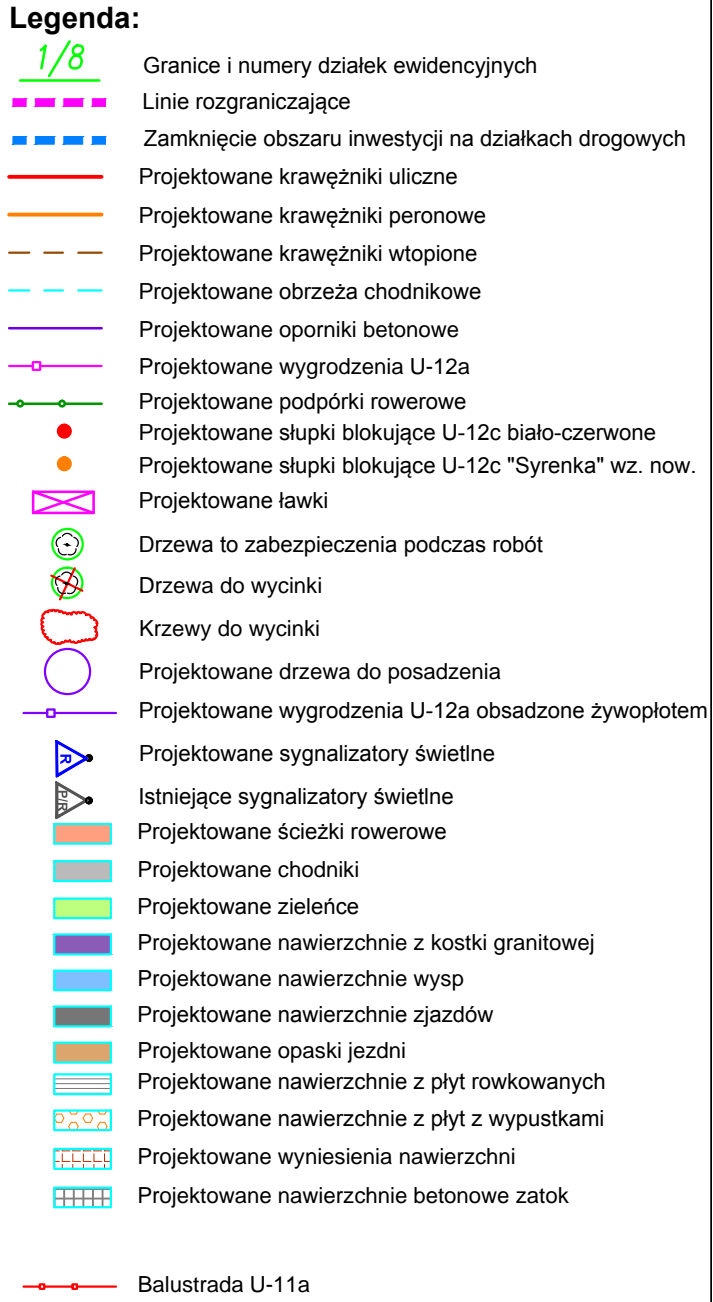 Legenda:
1/8 Granice i numery działek ewidencyjnych
Linie rozgraniczające
Zamknięcie obszaru inwestycji na działkach drogowych
Projektowane krawężniki uliczne
Projektowane krawężniki peronowe
Projektowane krawężniki wtopione
Projektowane obrzeża chodnikowe
Projektowane oporniki betonowe
Projektowane wygrodzenia U-12a
Projektowane podpórki rowerowe
Projektowane słupki blokujące U-12c biało-czerwone
Projektowane słupki blokujące U-12c "Syrenka" wz. now.
Projektowane ławki
Drzewa to zabezpieczenia podczas robót
Drzewa do wycinki
Krzewy do wycinki
Projektowane drzewa do posadzenia
Projektowane wygrodzenia U-12a obsadzone żywopłotem
R Projektowane sygnalizatory świetlne
P/R Istniejące sygnalizatory świetlne
Projektowane ścieżki rowerowe
Projektowane chodniki
Projektowane zieleńce
Projektowane nawierzchnie z kostki granitowej
Projektowane nawierzchnie wysp
Projektowane nawierzchnie zjazdów
Projektowane opaski jezdni
Projektowane nawierzchnie z płyt rowkowanych
Projektowane nawierzchnie z płyt z wypustkami
Projektowane wyniesienia nawierzchni
Projektowane nawierzchnie betonowe zatok
Balustrada U-11a